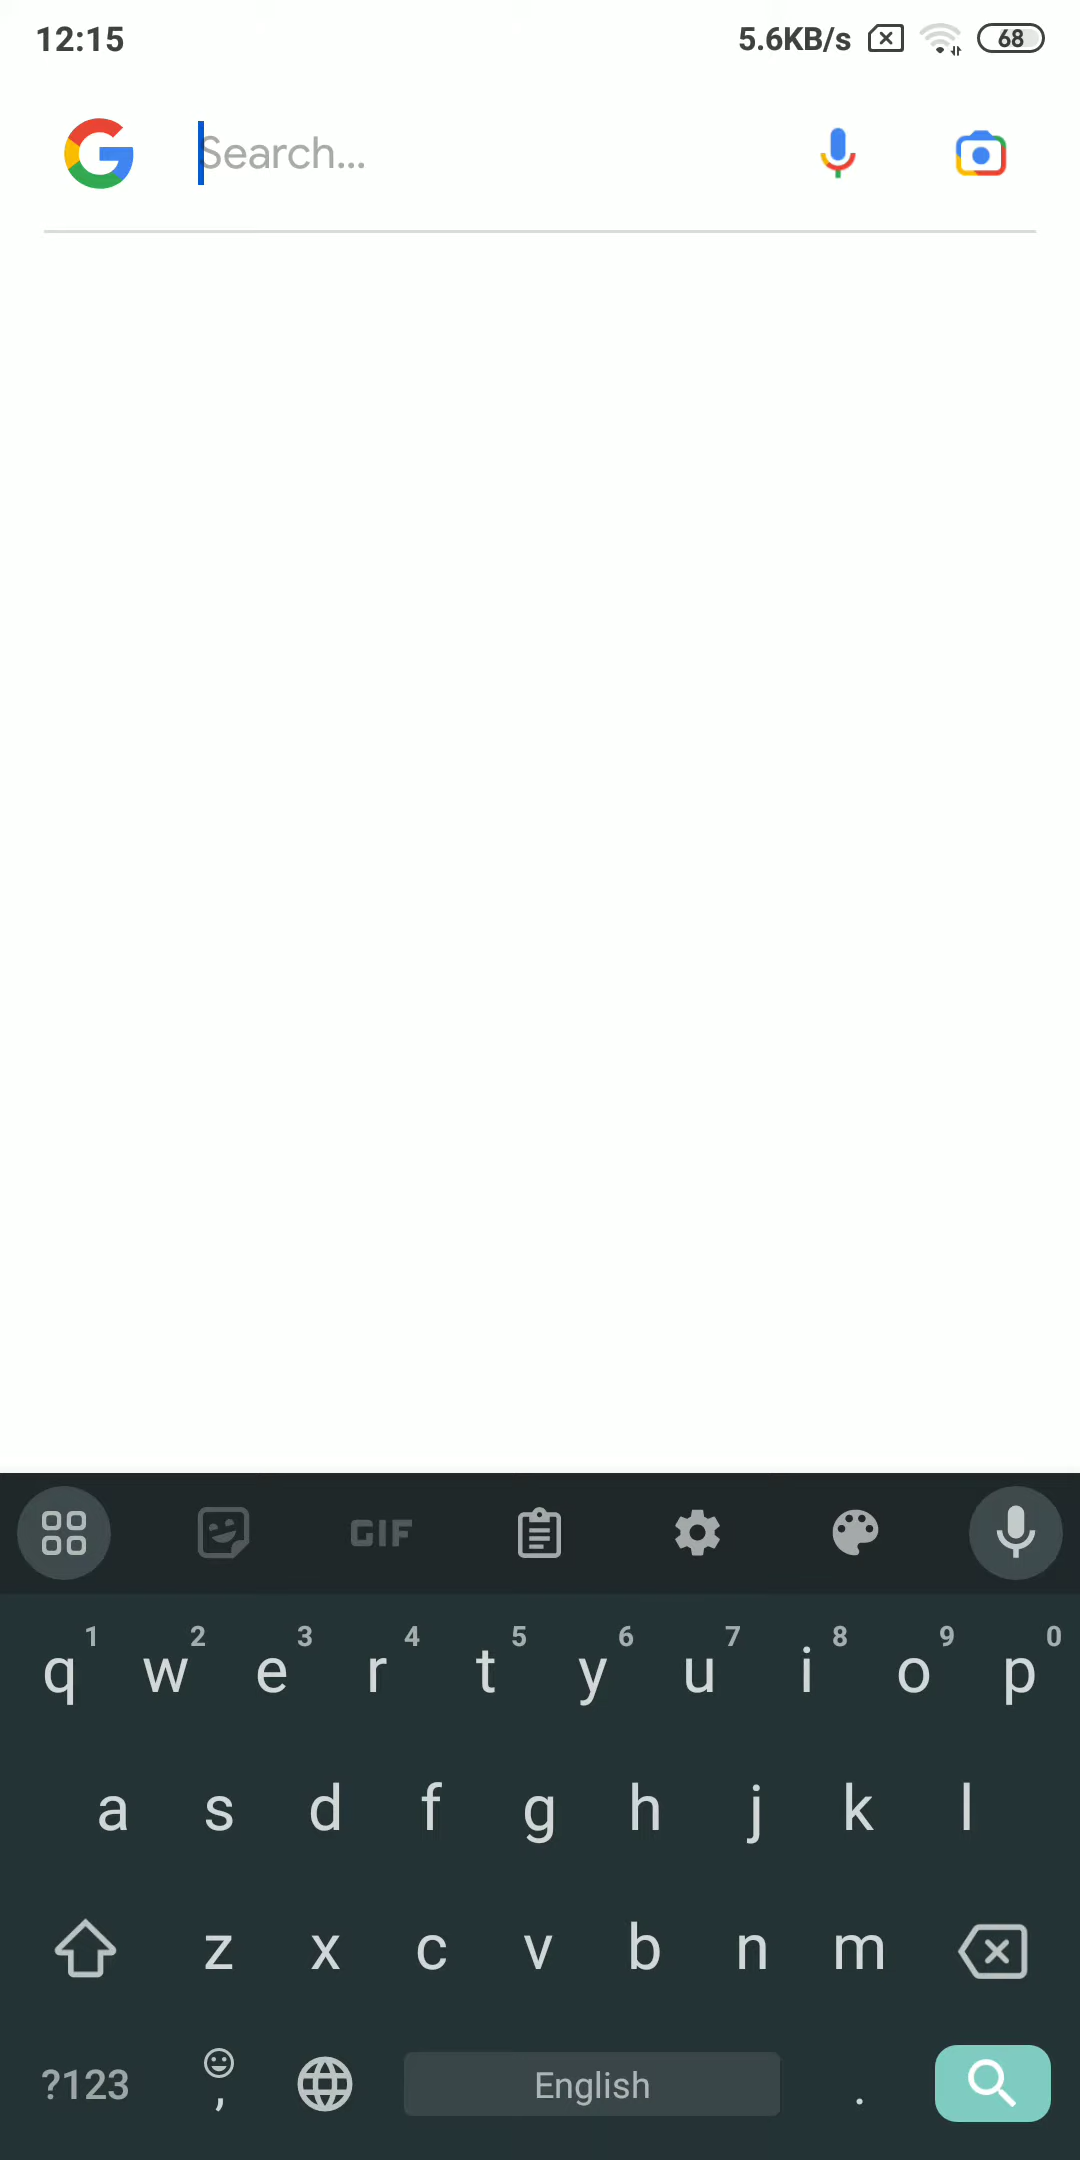 12:15 5.6KB/s 68
Search...
GIF
1 2 3 4 5 6 7 8 9 0
q w e r t y u i o p
a s d f g h j k l
z x c v b n m
?123 , English .